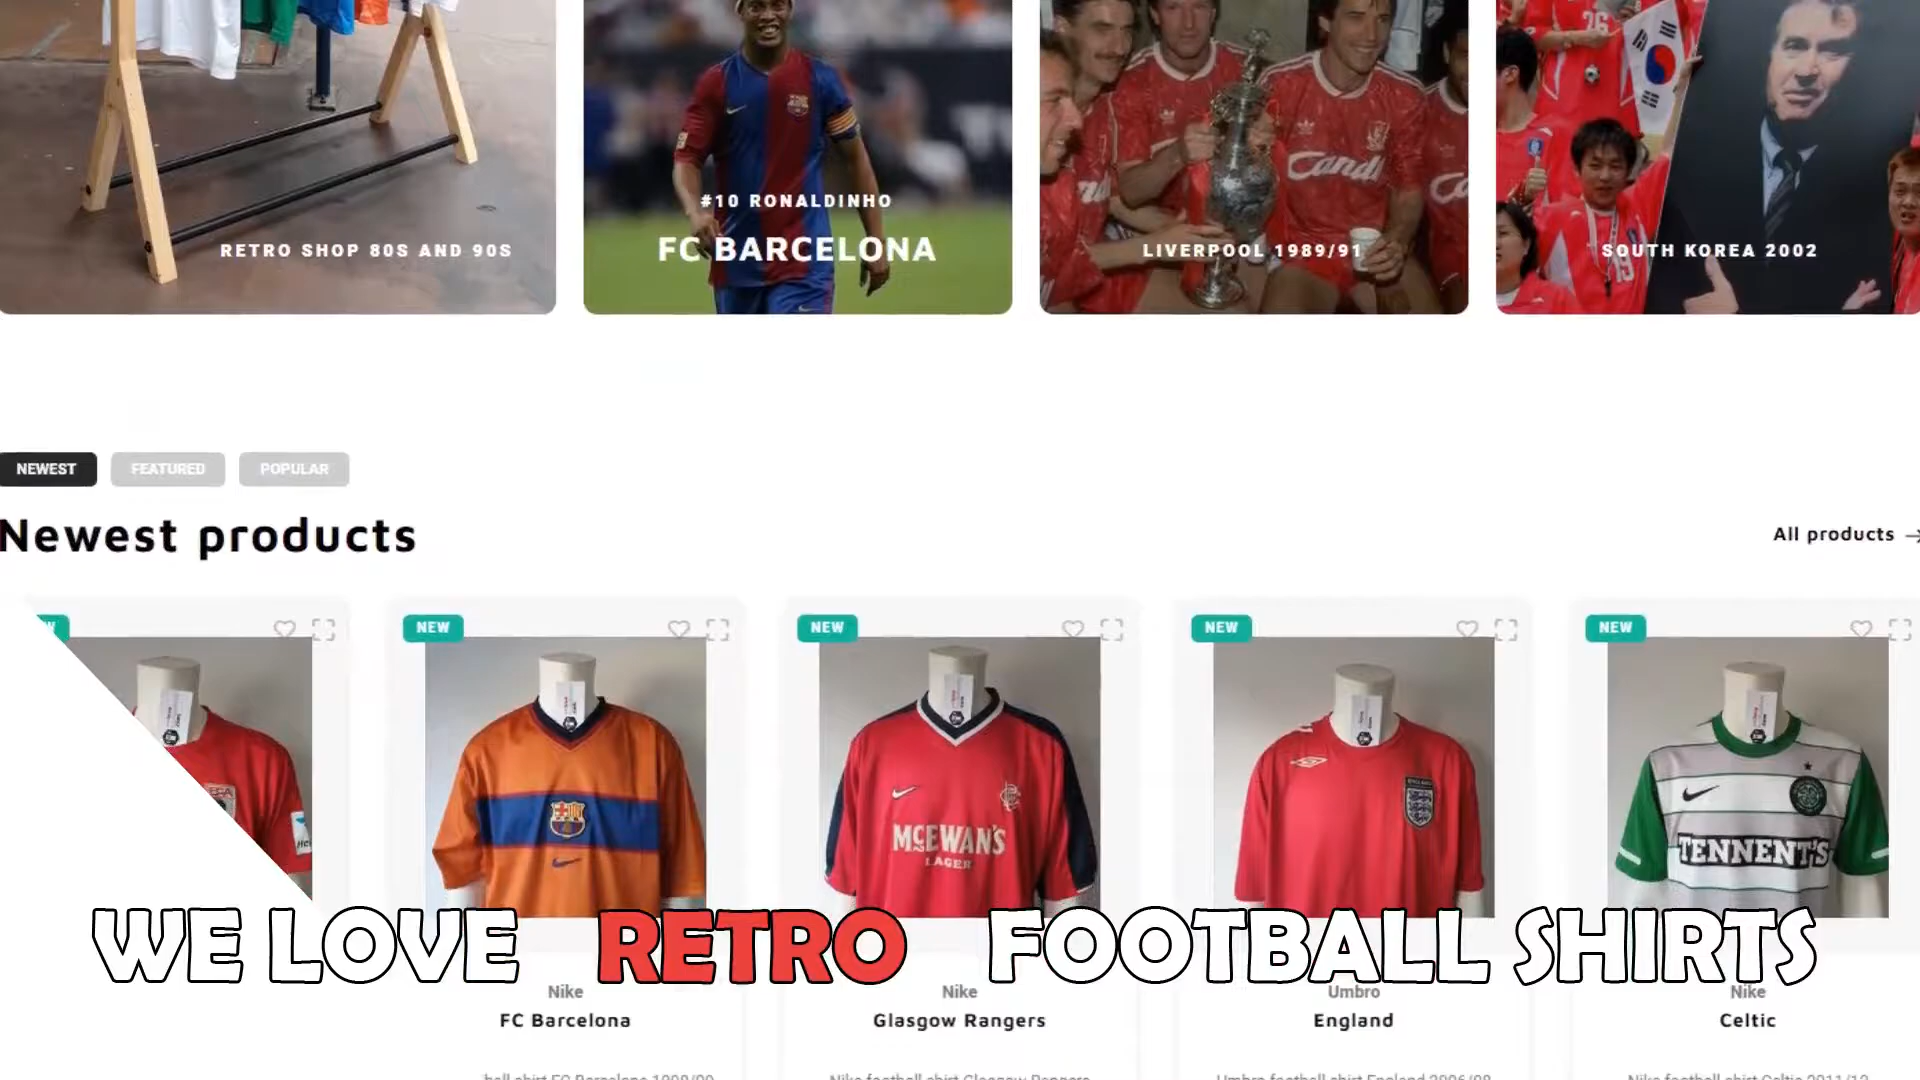 #10 RONALDINHO
RETRO SHOP 80S AND 90S
FC BARCELONA
LIVERPOOL 1989/91
SOUTH KOREA 2002
Candy
NEWEST
FEATURED
POPULAR
Newest products
All products →
NEW
NEW
NEW
NEW
McEWAN'S
LAGER
ENGLAND
TENNENT'S
WE LOVE RETRO FOOTBALL SHIRTS
Nike
FC Barcelona
Nike
Glasgow Rangers
Umbro
England
Nike
Celtic